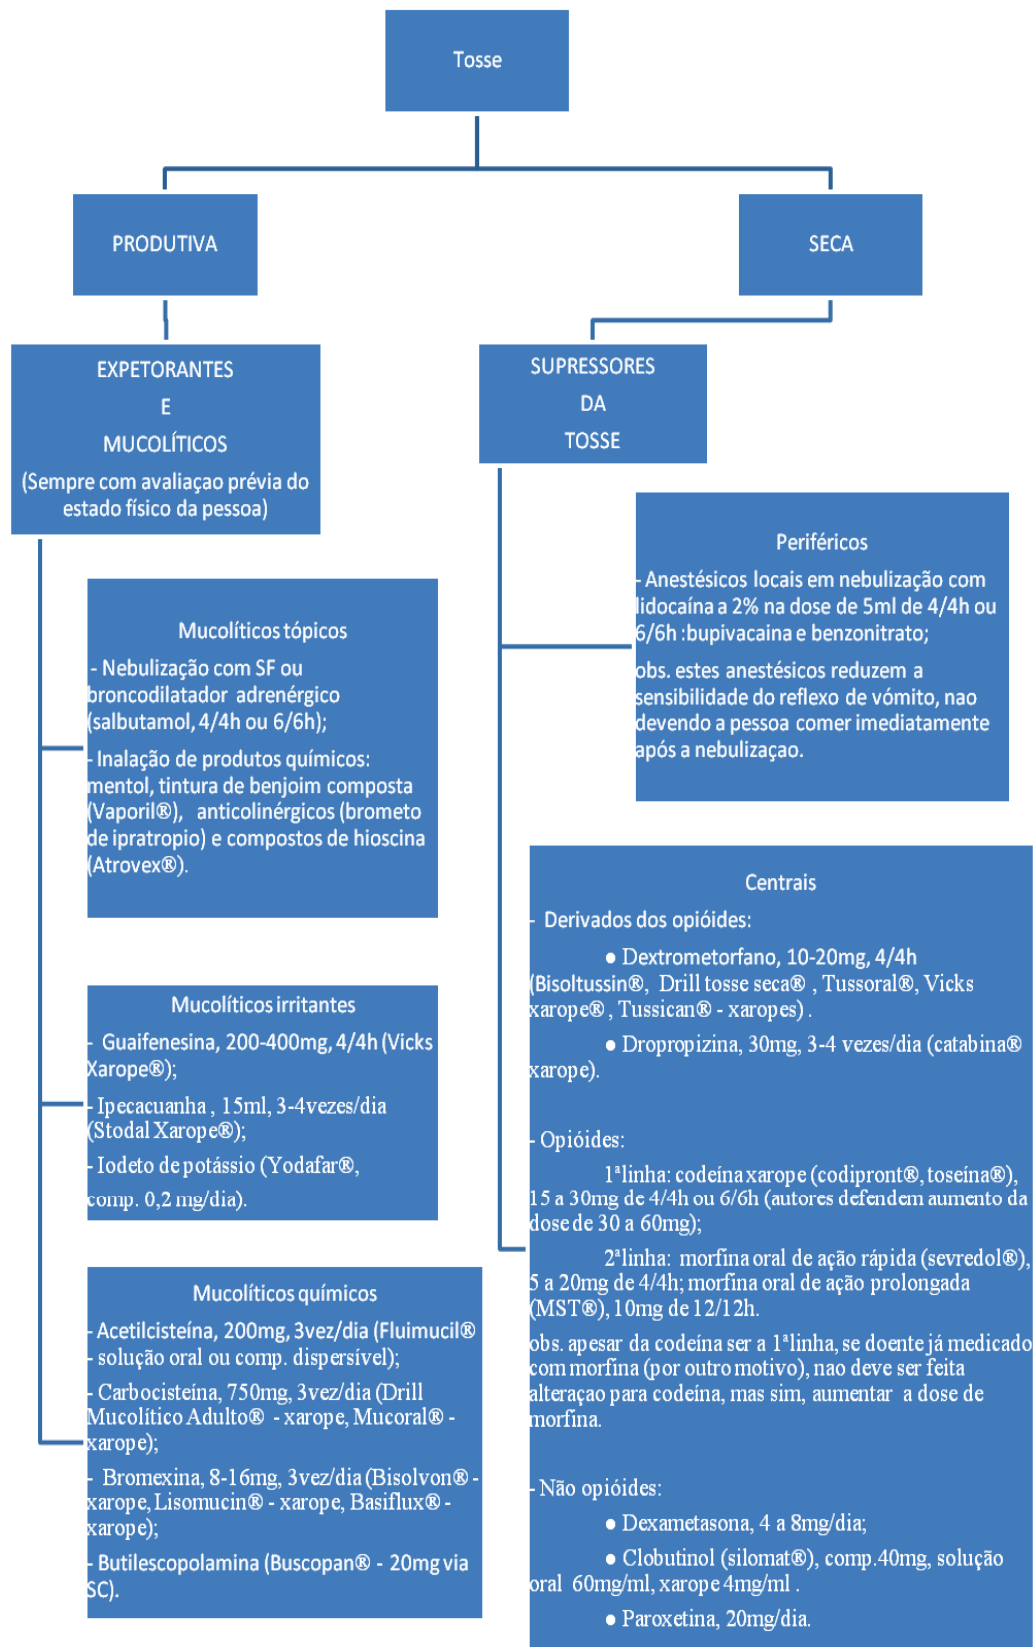 Tosse
PRODUTIVA
SECA
EXPETORANTES
E
MUCOLÍTICOS
(Sempre com avaliaçao prévia do
estado físico da pessoa)
SUPRESSORES
DA
TOSSE
Mucolíticos tópicos
- Nebulização com SF ou
broncodilatador adrenérgico
(salbutamol, 4/4h ou 6/6h);
- Inalação de produtos químicos:
mentol, tintura de benjoim composta
(Vaporil®), anticolinérgicos (brometo
de ipratropio) e compostos de hioscina
(Atrovex®).
Mucolíticos irritantes
- Guaifenesina, 200-400mg, 4/4h (Vicks
Xarope®);
- Ipecacuanha , 15ml, 3-4vezes/dia
(Stodal Xarope®);
- Iodeto de potássio (Yodafar®,
comp. 0,2 mg/dia).
Mucolíticos químicos
- Acetilcisteína, 200mg, 3vez/dia (Fluimucil®
- solução oral ou comp. dispersível);
- Carbocisteína, 750mg, 3vez/dia (Drill
Mucolítico Adulto® - xarope, Mucoral® -
xarope);
- Bromexina, 8-16mg, 3vez/dia (Bisolvon® -
xarope, Lisomucin® - xarope, Basiflux® -
xarope);
- Butilescopolamina (Buscopan® - 20mg via
SC).
Periféricos
- Anestésicos locais em nebulização com
lidocaína a 2% na dose de 5ml de 4/4h ou
6/6h :bupivacaina e benzonitrato;
obs. estes anestésicos reduzem a
sensibilidade do reflexo de vómito, nao
devendo a pessoa comer imediatamente
após a nebulizaçao.
Centrais
- Derivados dos opióides:
● Dextrometorfano, 10-20mg, 4/4h
(Bisoltussin®, Drill tosse seca® , Tussoral®, Vicks
xarope® , Tussican® - xaropes) .
● Dropropizina, 30mg, 3-4 vezes/dia (catabina®
xarope).
- Opióides:
1ªlinha: codeína xarope (codipront®, toseína®),
15 a 30mg de 4/4h ou 6/6h (autores defendem aumento da
dose de 30 a 60mg);
2ªlinha: morfina oral de ação rápida (sevredol®),
5 a 20mg de 4/4h; morfina oral de ação prolongada
(MST®), 10mg de 12/12h.
obs. apesar da codeína ser a 1ªlinha, se doente já medicado
com morfina (por outro motivo), nao deve ser feita
alteraçao para codeína, mas sim, aumentar a dose de
morfina.
- Não opióides:
● Dexametasona, 4 a 8mg/dia;
● Clobutinol (silomat®), comp.40mg, solução
oral 60mg/ml, xarope 4mg/ml .
● Paroxetina, 20mg/dia.